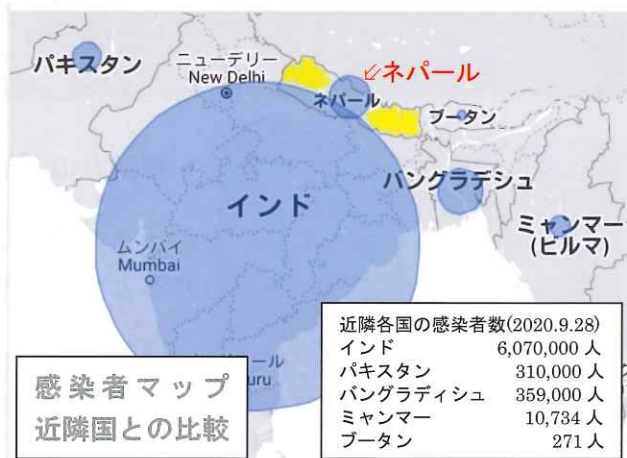 パキスタン
ニューデリー
New Delhi
⇙ネパール
ネパール
ブータン
バングラデシュ
インド
ミャンマー
(ビルマ)
ムンバイ
Mumbai
ール
uru
感染者マップ
近隣国との比較
近隣各国の感染者数(2020.9.28)
インド 6,070,000 人
パキスタン 310,000 人
バングラディシュ 359,000 人
ミャンマー 10,734 人
ブータン 271 人